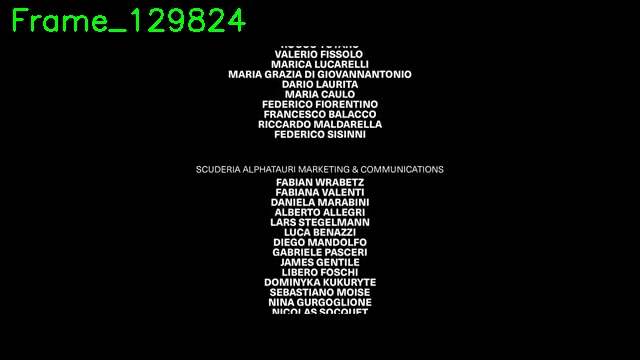 Frame_129824
VALERIO FISSOLO
MARICA LUCARELLI
MARIA GRAZIA DI GIOVANNANTONIO
DARIO LAURITA
MARIA CAULO
FEDERICO FIORENTINO
FRANCESCO BALACCO
RICCARDO MALDARELLA
FEDERICO SISINNI
SCUDERIA ALPHATAURI MARKETING & COMMUNICATIONS
FABIAN WRABETZ
FABIANA VALENTI
DANIELA MARABINI
ALBERTO ALLEGRI
LARS STEGELMANN
LUCA BENAZZI
DIEGO MANDOLFO
GABRIELE PASCERI
JAMES GENTILE
LIBERO FOSCHI
DOMINYKA KUKURYTE
SEBASTIANO MOISE
NINA GURGOGLIONE
NICOLAS SOCQUET